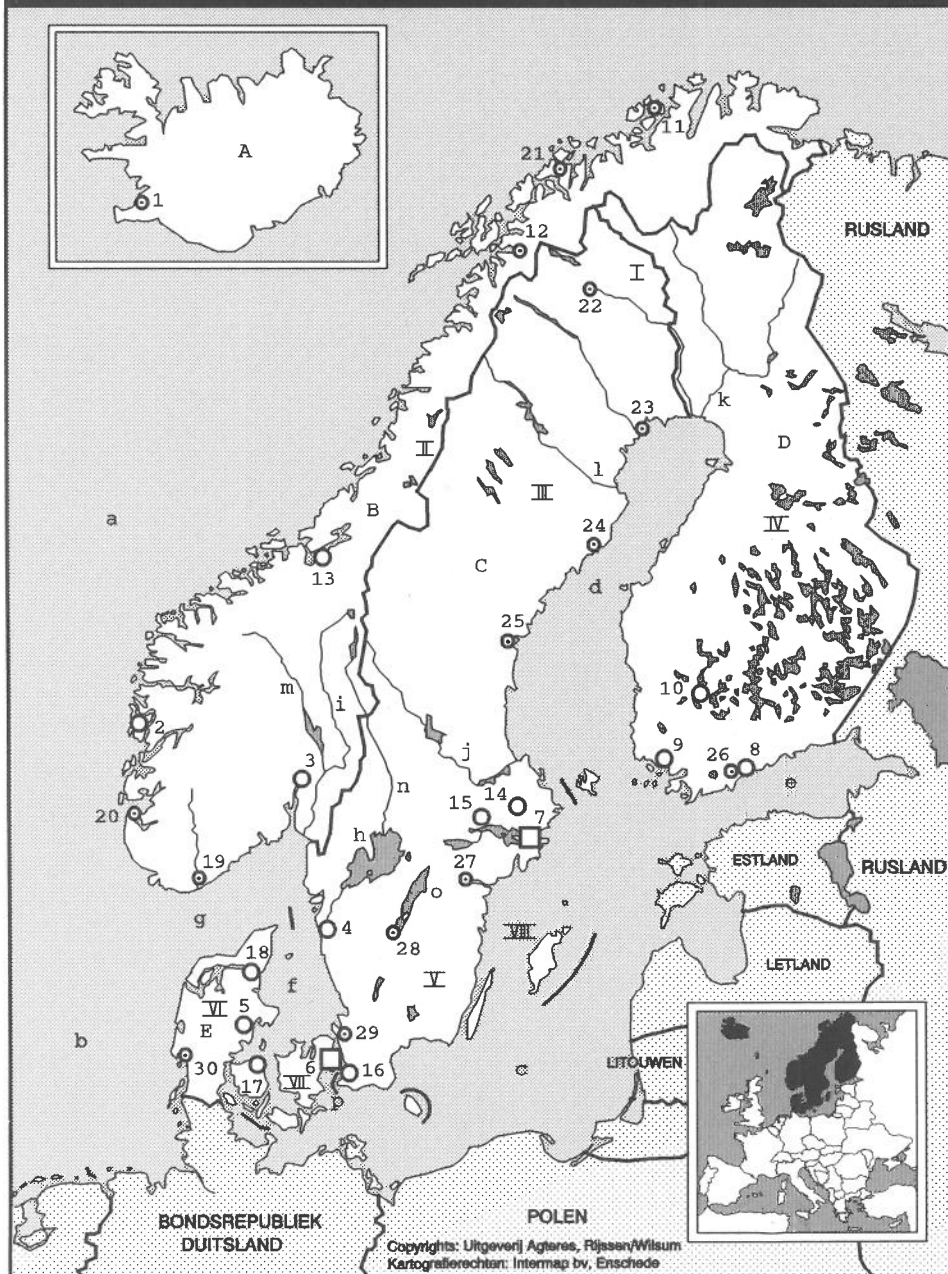 A
1
11
21
RUSLAND
12
I
22
k
23
II
D
l
III
B
a
24
IV
13
C
d
25
10
m
i
2
9
26
8
3
j
e
n
14
15
7
20
h
ESTLAND
RUSLAND
19
27
o
g
4
VIII
28
18
LETLAND
f
V
VI
5
E
29
b
6
LITOUWEN
c
30
17
VII
16
p
BONDSREPUBLIEK
DUITSLAND
POLEN
Copyrights: Uitgeverij Agteres, Rijssen/Wilsum
Kartografierechten: Intermap bv, Enschede